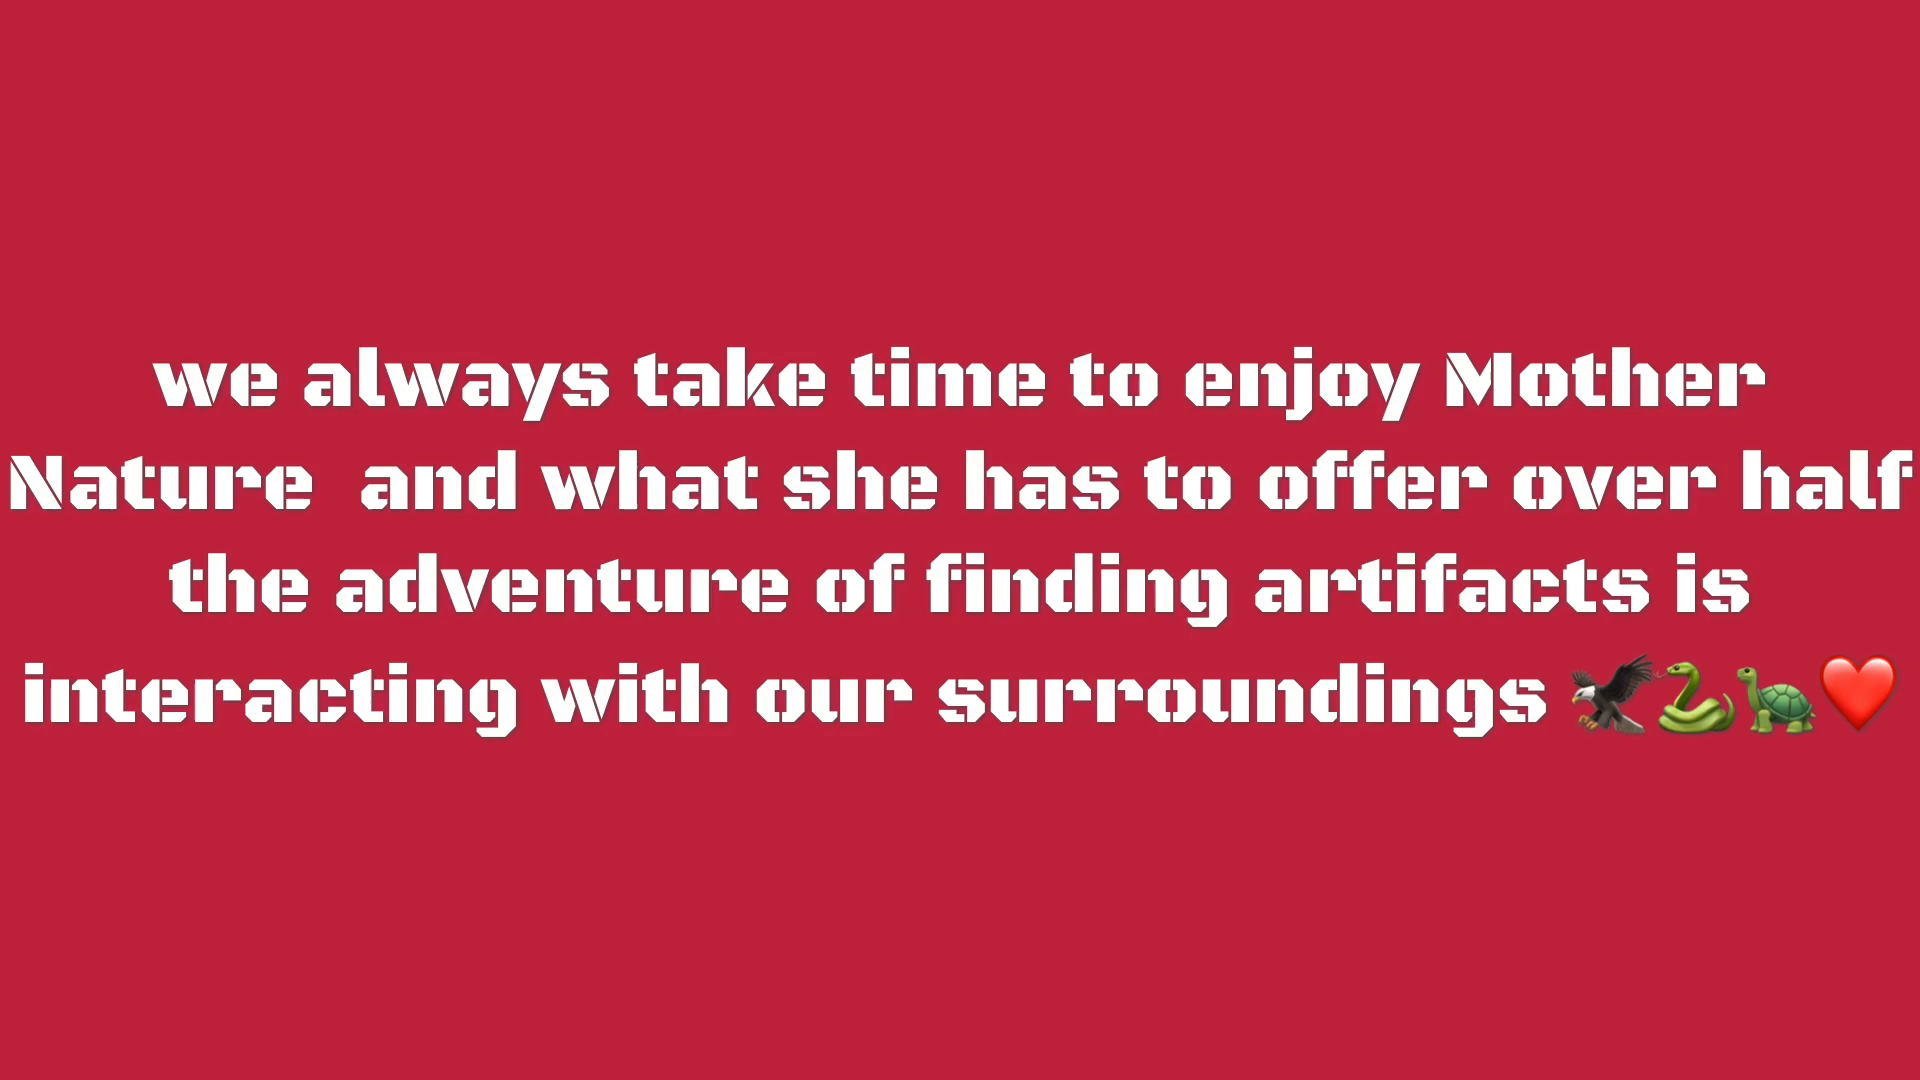 we always take time to enjoy Mother
Nature  and what she has to offer over half
the adventure of finding artifacts is
interacting with our surroundings 🦅🐍🐢❤️